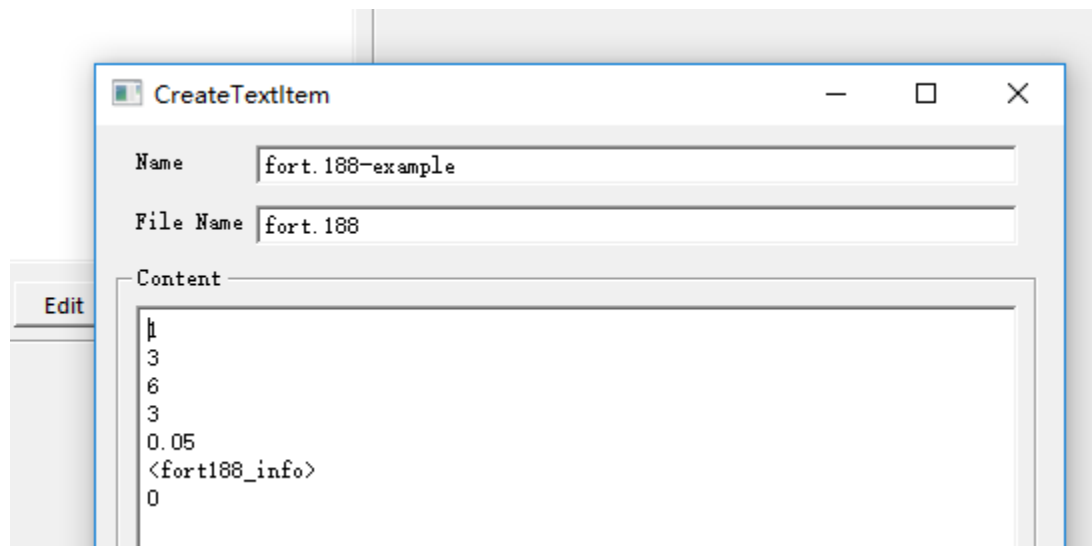 CreateTextItem
Name fort.188-example
File Name fort.188
Content
Edit
1
3
6
3
0.05
<fort188_info>
0